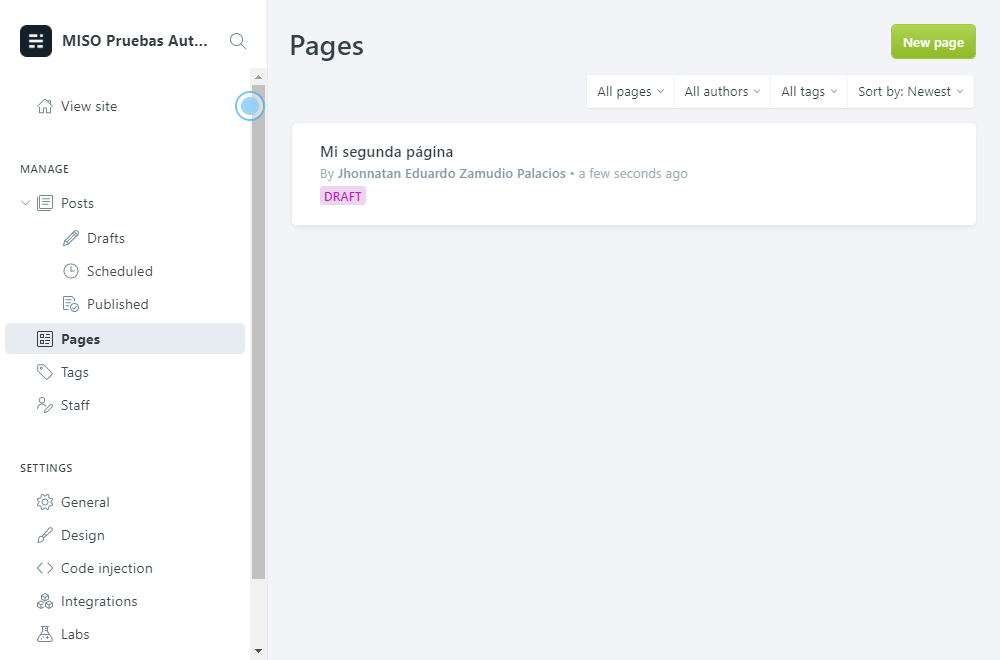 MISO Pruebas Aut...
View site
MANAGE
Posts
Drafts
Scheduled
Published
Pages
Tags
Staff
SETTINGS
General
Design
Code injection
Integrations
Labs
Pages
New page
All pages
All authors
All tags
Sort by: Newest
Mi segunda página
By Jhonnatan Eduardo Zamudio Palacios • a few seconds ago
DRAFT